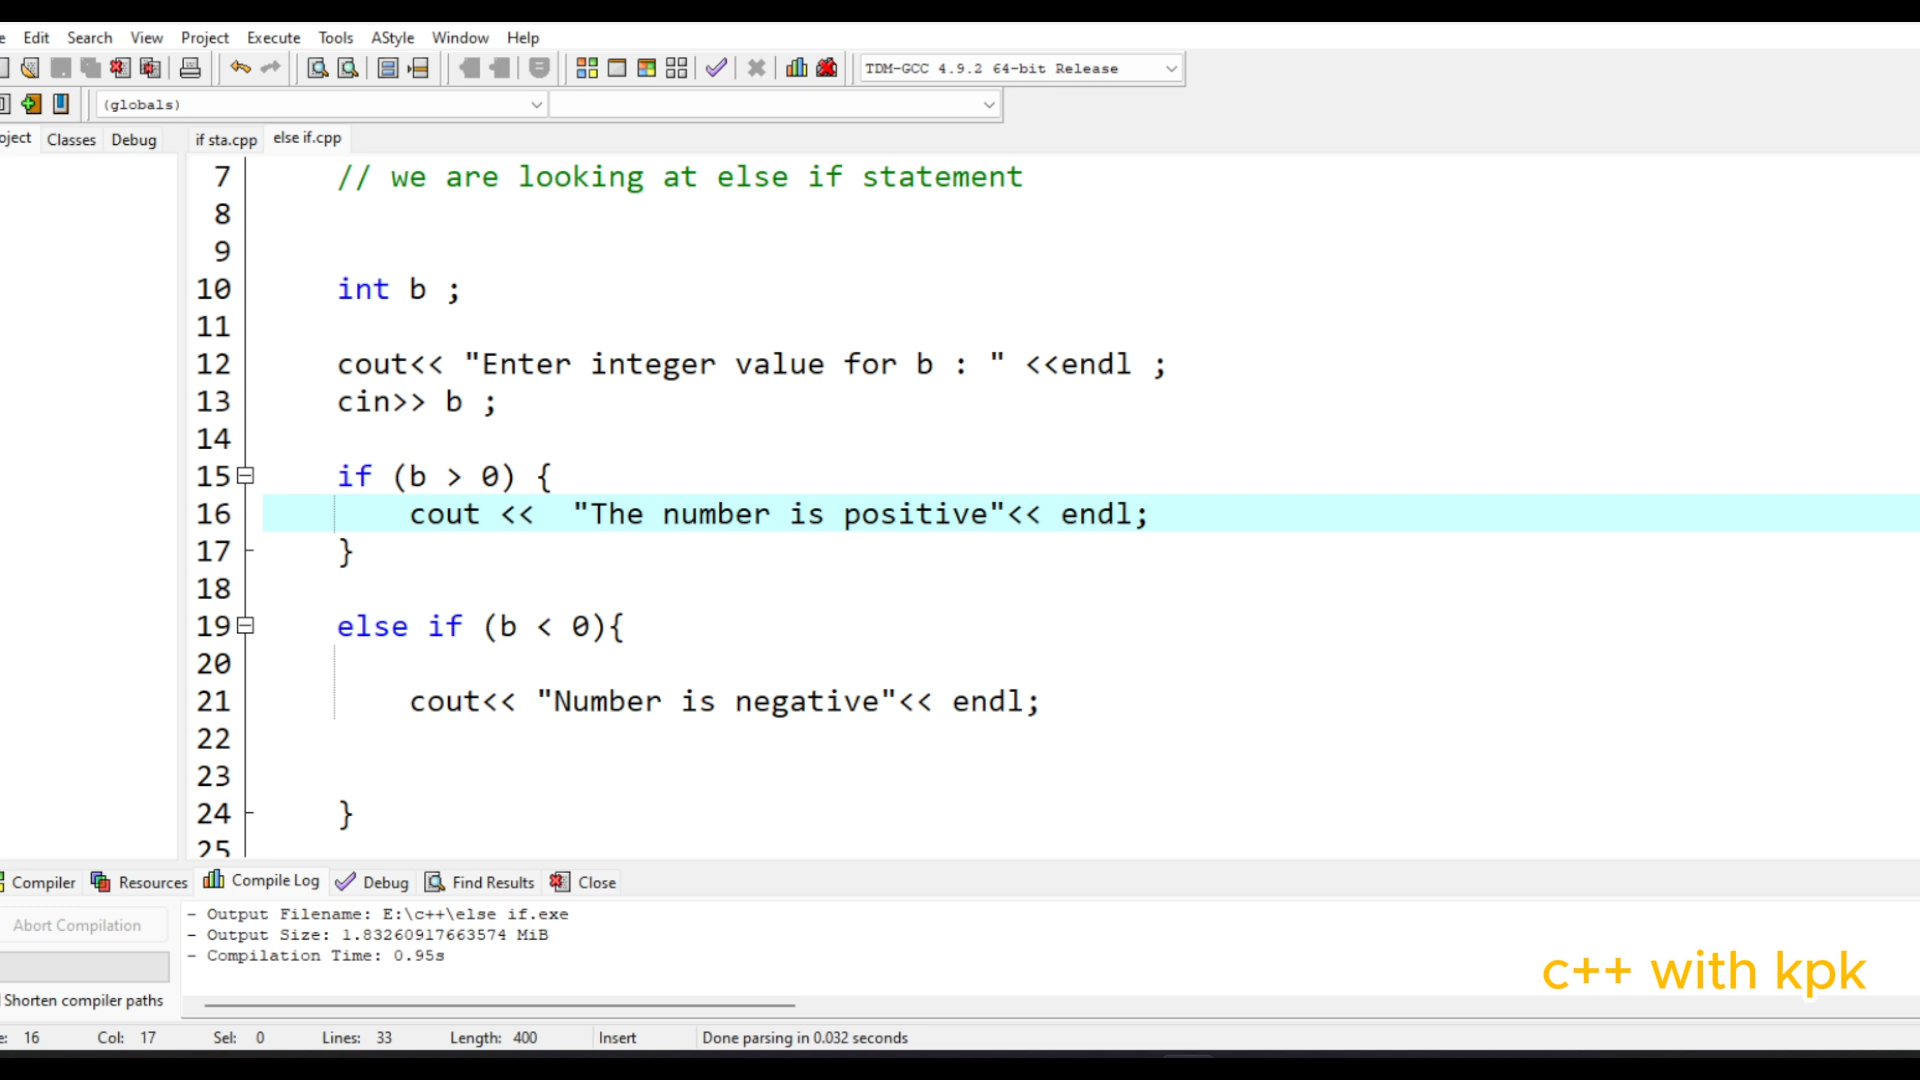 Edit Search View Project Execute Tools AStyle Window Help
TDM-GCC 4.9.2 64-bit Release
(globals)
Classes Debug if sta.cpp else if.cpp
7 // we are looking at else if statement
8
9
10 int b ;
11
12 cout<< "Enter integer value for b : " <<endl ;
13 cin>> b ;
14
15 if (b > 0) {
16 cout << "The number is positive"<< endl;
17 }
18
19 else if (b < 0){
20
21 cout<< "Number is negative"<< endl;
22
23
24 }
25
Compiler Resources Compile Log Debug Find Results Close
Abort Compilation
- Output Filename: E:\c++\else if.exe
- Output Size: 1.83260917663574 MiB
- Compilation Time: 0.95s
c++ with kpk
Shorten compiler paths
16 Col: 17 Sel: 0 Lines: 33 Length: 400 Insert Done parsing in 0.032 seconds